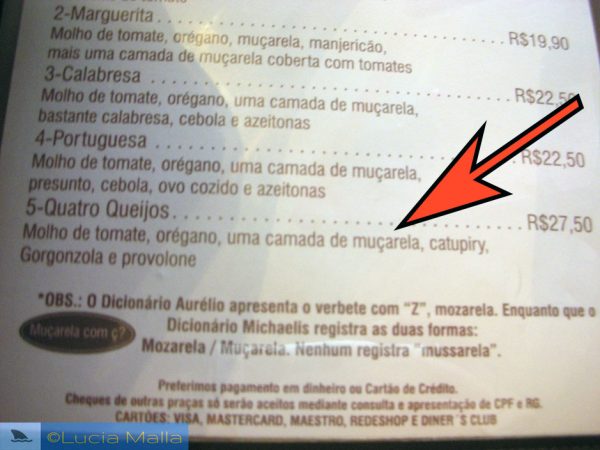 de tomate
2-Marguerita ........................................ R$19,90
Molho de tomate, orégano, muçarela, manjericão,
mais uma camada de muçarela coberta com tomates
3-Calabresa ........................................ R$22,50
Molho de tomate, orégano, uma camada de muçarela,
bastante calabresa, cebola e azeitonas
4-Portuguesa ........................................ R$22,50
Molho de tomate, orégano, uma camada de muçarela,
presunto, cebola, ovo cozido e azeitonas
5-Quatro Queijos ........................................ R$27,50
Molho de tomate, orégano, uma camada de muçarela, catupiry,
Gorgonzola e provolone
*OBS.: O Diclonário Aurélio apresenta o verbete com "Z", mozarela. Enquanto que o
Muçarela com ç?
Diclonário Michaelis registra as duas formas:
Mozarela / Muçarela. Nenhum registra "mussarela".
Preferimos pagamento em dinheiro ou Cartão de Crédito.
Cheques de outras praças só serão aceitos mediante consulta e apresentação de CPF e RG.
CARTÕES: VISA, MASTERCARD, MAESTRO, REDESHOP E DINER´S CLUB
©Lucia Malla